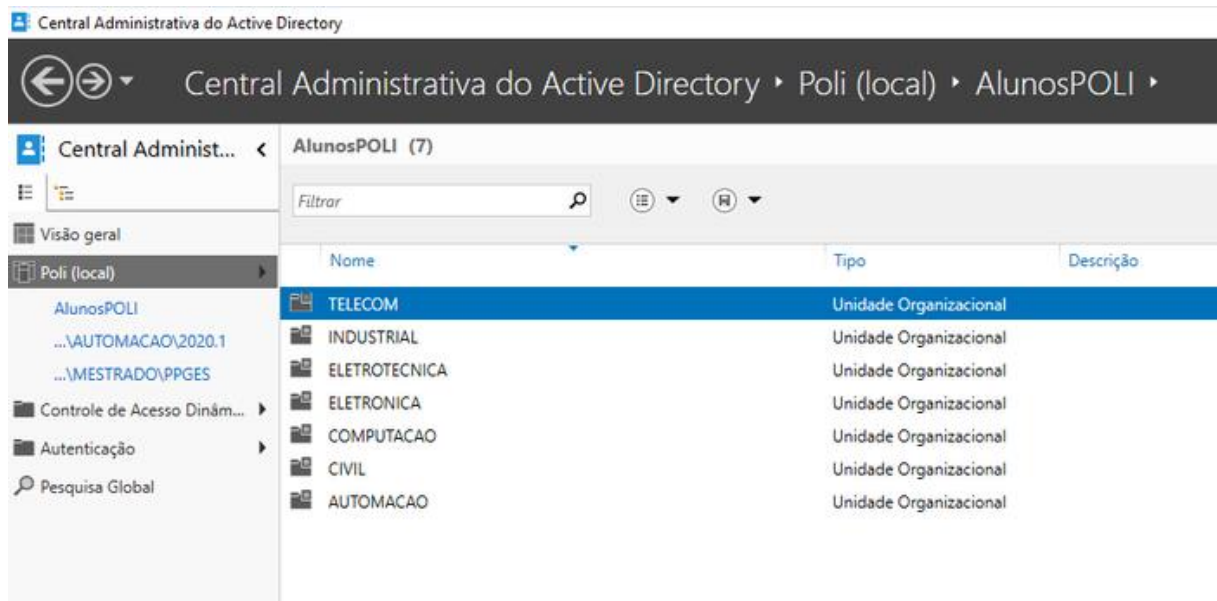 Central Administrativa do Active Directory
Central Administrativa do Active Directory ‣ Poli (local) ‣ AlunosPOLI ‣
Central Administ...
Visão geral
Poli (local)
AlunosPOLI
...\AUTOMACAO\2020.1
...\MESTRADO\PPGES
Controle de Acesso Dinâm...
Autenticação
Pesquisa Global
AlunosPOLI (7)
Filtrar
Nome Tipo Descrição
TELECOM Unidade Organizacional
INDUSTRIAL Unidade Organizacional
ELETROTECNICA Unidade Organizacional
ELETRONICA Unidade Organizacional
COMPUTACAO Unidade Organizacional
CIVIL Unidade Organizacional
AUTOMACAO Unidade Organizacional